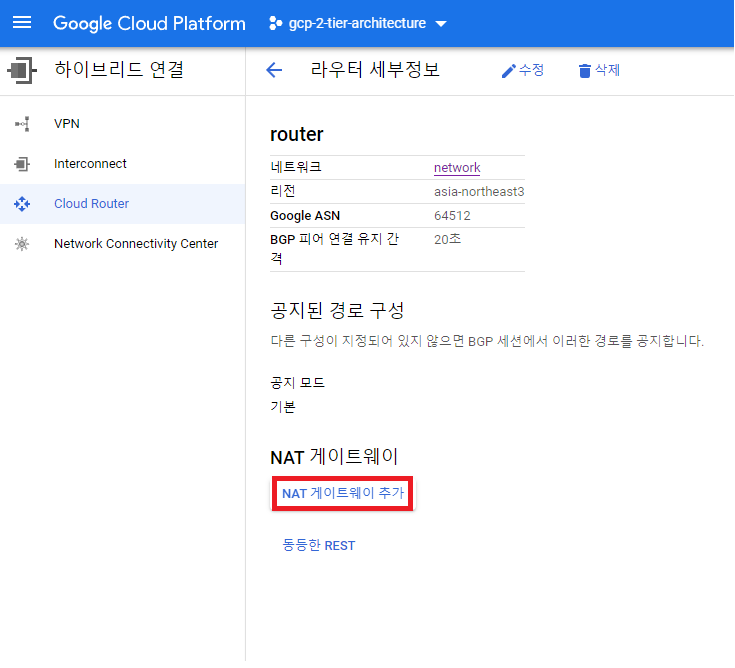 Google Cloud Platform
gcp-2-tier-architecture
하이브리드 연결
라우터 세부정보
수정
삭제
VPN
Interconnect
Cloud Router
Network Connectivity Center
router
네트워크 network
리전 asia-northeast3
Google ASN 64512
BGP 피어 연결 유지 간 20초
격
공지된 경로 구성
다른 구성이 지정되어 있지 않으면 BGP 세션에서 이러한 경로를 공지합니다.
공지 모드
기본
NAT 게이트웨이
NAT 게이트웨이 추가
동등한 REST